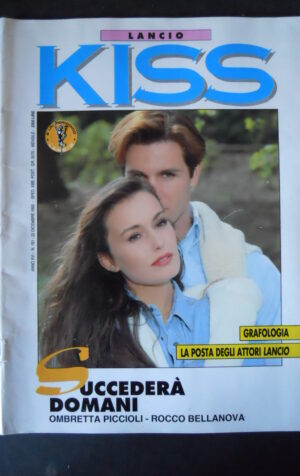 LANCIO
KISS
GRAFOLOGIA
LA POSTA DEGLI ATTORI LANCIO
SUCCEDERÀ
DOMANI
OMBRETTA PICCIOLI - ROCCO BELLANOVA